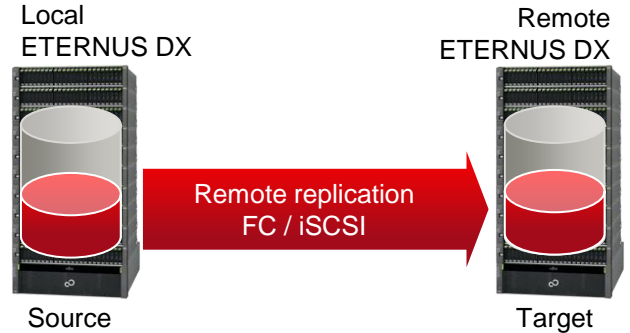 Local
ETERNUS DX
Remote
ETERNUS DX
Remote replication
FC / iSCSI
Source
Target